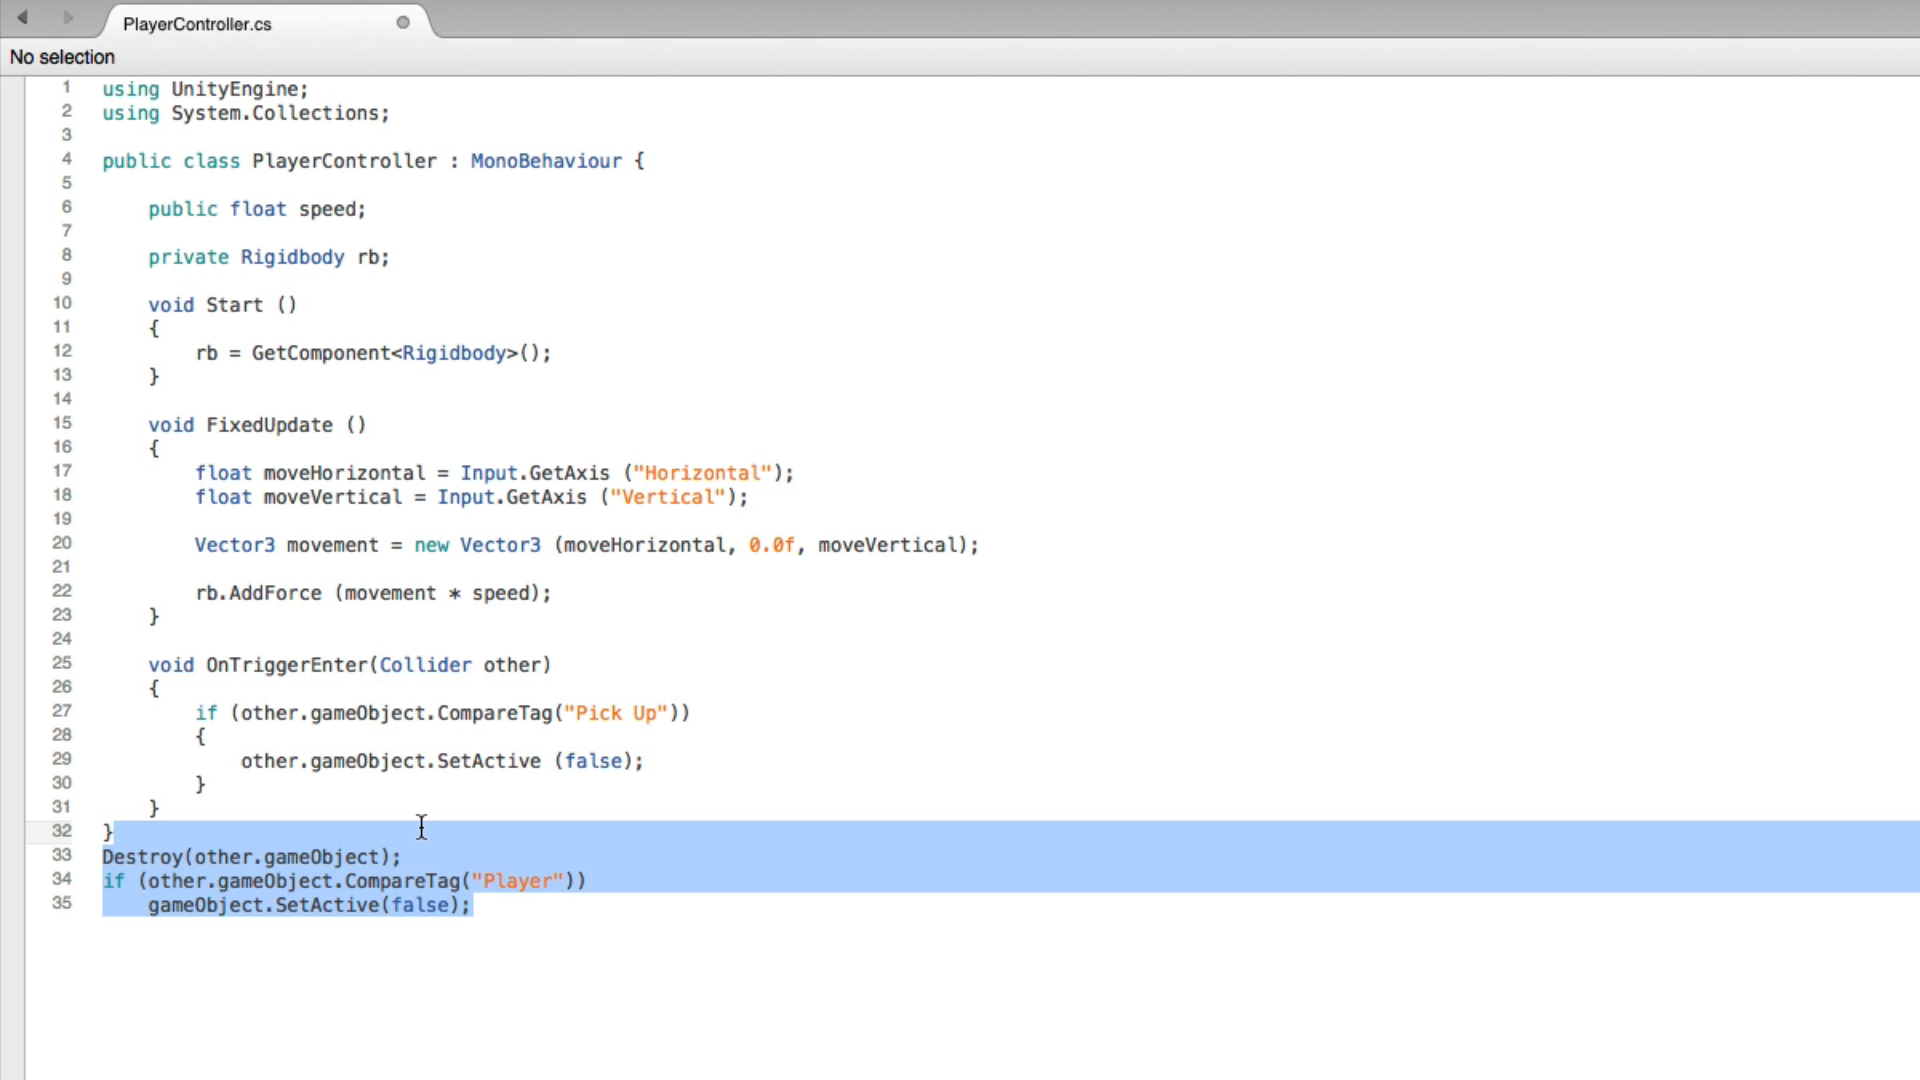 PlayerController.cs
No selection
1 using UnityEngine;
2 using System.Collections;
3
4 public class PlayerController : MonoBehaviour {
5
6     public float speed;
7
8     private Rigidbody rb;
9
10     void Start ()
11     {
12         rb = GetComponent<Rigidbody>();
13     }
14
15     void FixedUpdate ()
16     {
17         float moveHorizontal = Input.GetAxis ("Horizontal");
18         float moveVertical = Input.GetAxis ("Vertical");
19
20         Vector3 movement = new Vector3 (moveHorizontal, 0.0f, moveVertical);
21
22         rb.AddForce (movement * speed);
23     }
24
25     void OnTriggerEnter(Collider other)
26     {
27         if (other.gameObject.CompareTag("Pick Up"))
28         {
29             other.gameObject.SetActive (false);
30         }
31     }
32 }
33 Destroy(other.gameObject);
34 if (other.gameObject.CompareTag("Player"))
35     gameObject.SetActive(false);